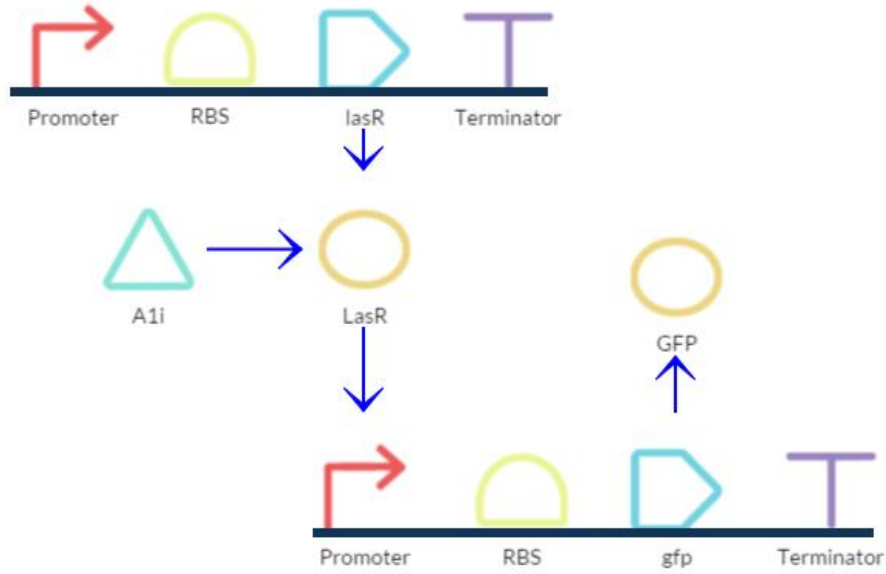 Promoter RBS lasR Terminator
A1i LasR
GFP
Promoter RBS gfp Terminator